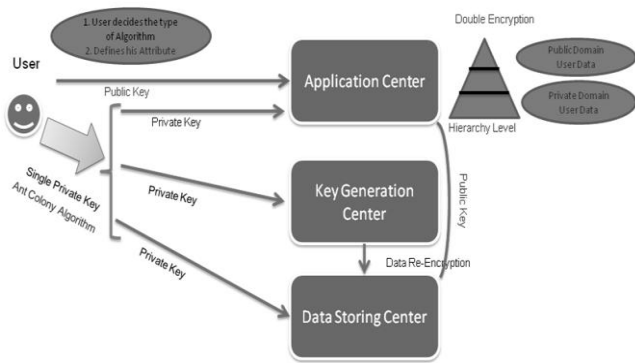 1. User decides the type
of Algorithm
2. Defines his Attribute
User
Public Key
Private Key
Application Center
Double Encryption
Public Domain
User Data
Private Domain
User Data
Hierarchy Level
Single Private Key
Ant Colony Algorithm
Private Key
Key Generation
Center
Public Key
Data Re-Encryption
Private Key
Data Storing Center